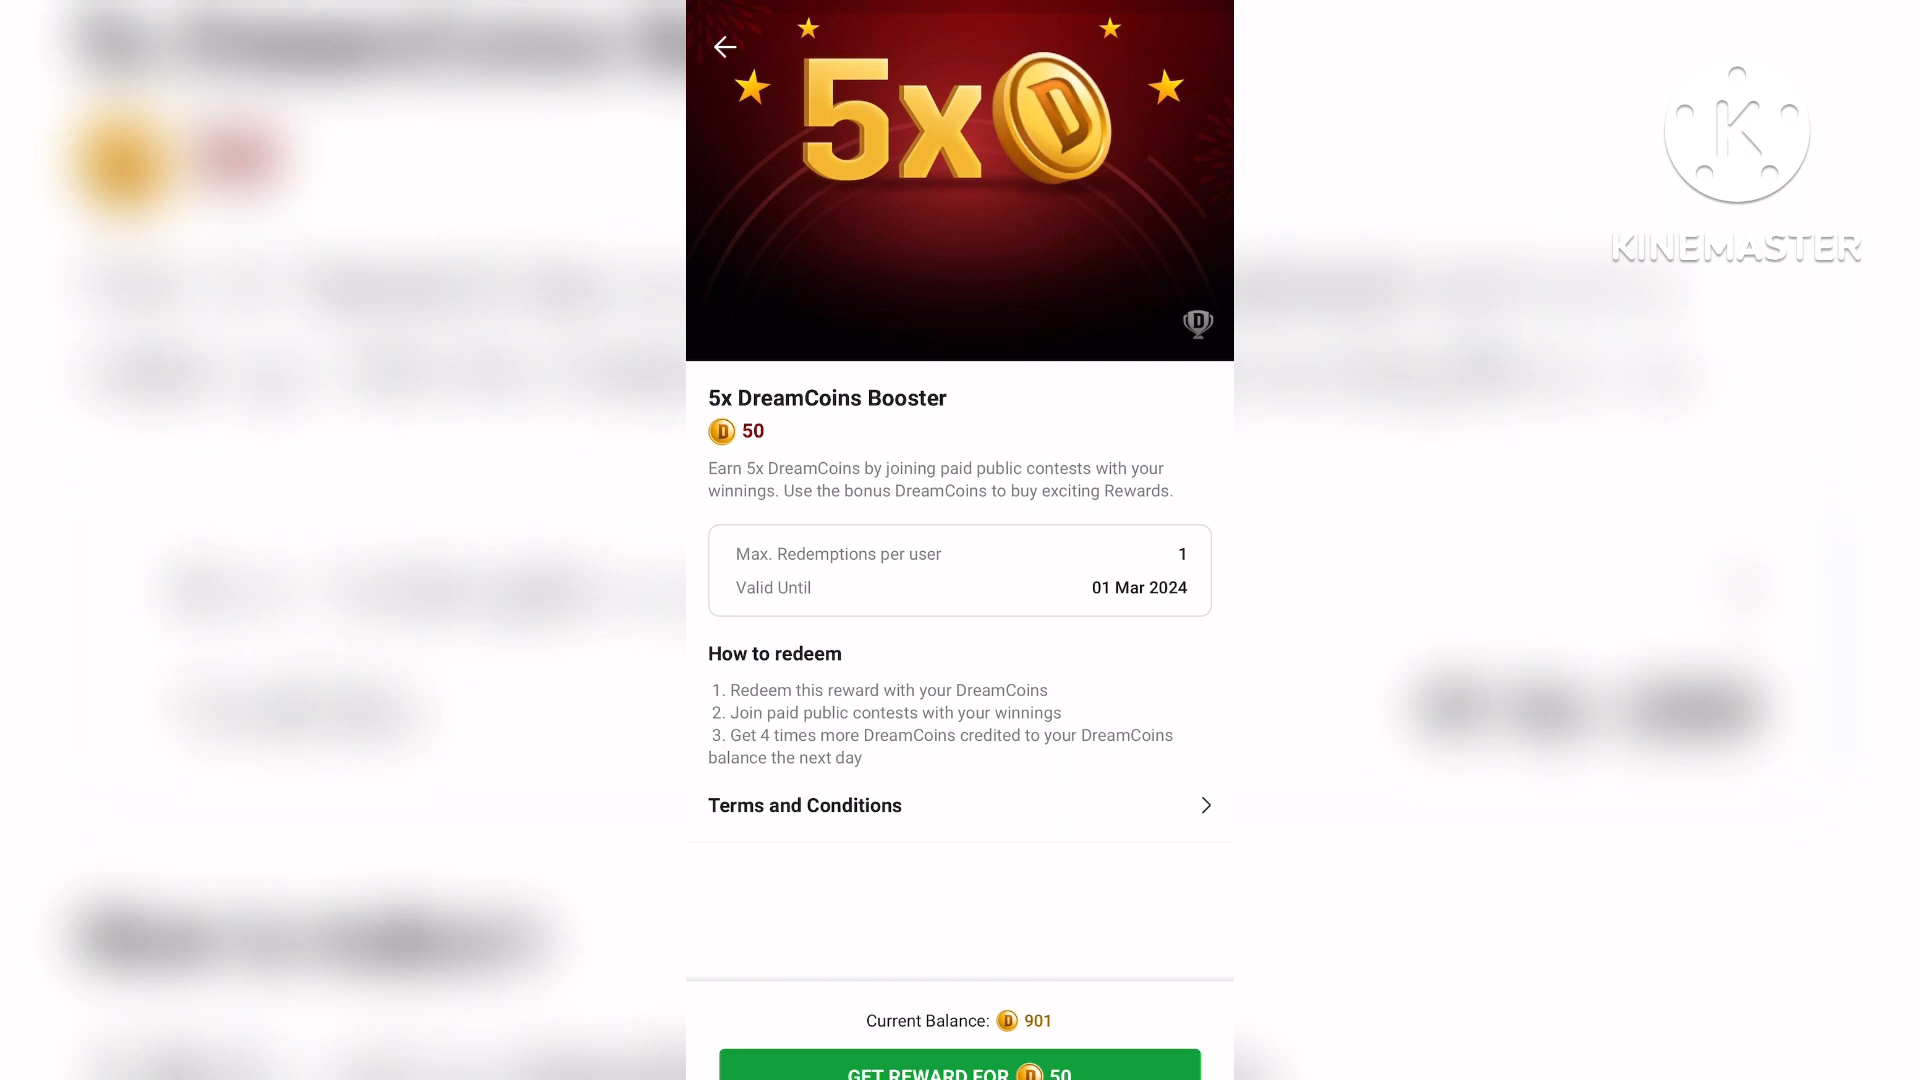 5x D
KINEMASTER
5x DreamCoins Booster
50
Earn 5x DreamCoins by joining paid public contests with your
winnings. Use the bonus DreamCoins to buy exciting Rewards.
Max. Redemptions per user 1
Valid Until 01 Mar 2024
How to redeem
1. Redeem this reward with your DreamCoins
2. Join paid public contests with your winnings
3. Get 4 times more DreamCoins credited to your DreamCoins
balance the next day
Terms and Conditions
Current Balance: D 901
GET REWARD FOR D 50